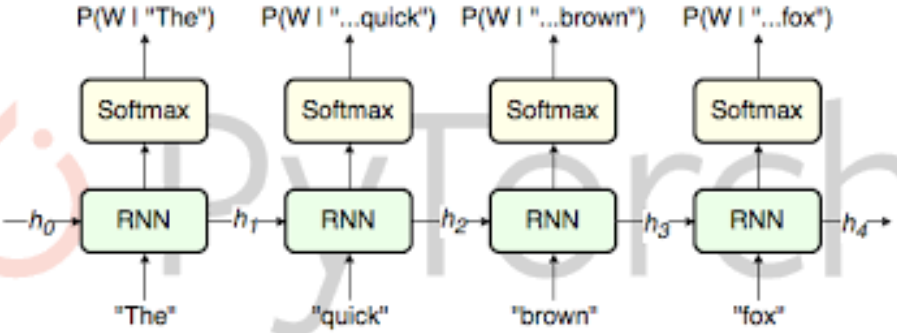 P(W | "The") P(W | "...quick") P(W | "...brown") P(W | "...fox")
Softmax Softmax Softmax Softmax
PyTorch
h0 RNN h1 RNN h2 RNN h3 RNN h4
"The" "quick" "brown" "fox"